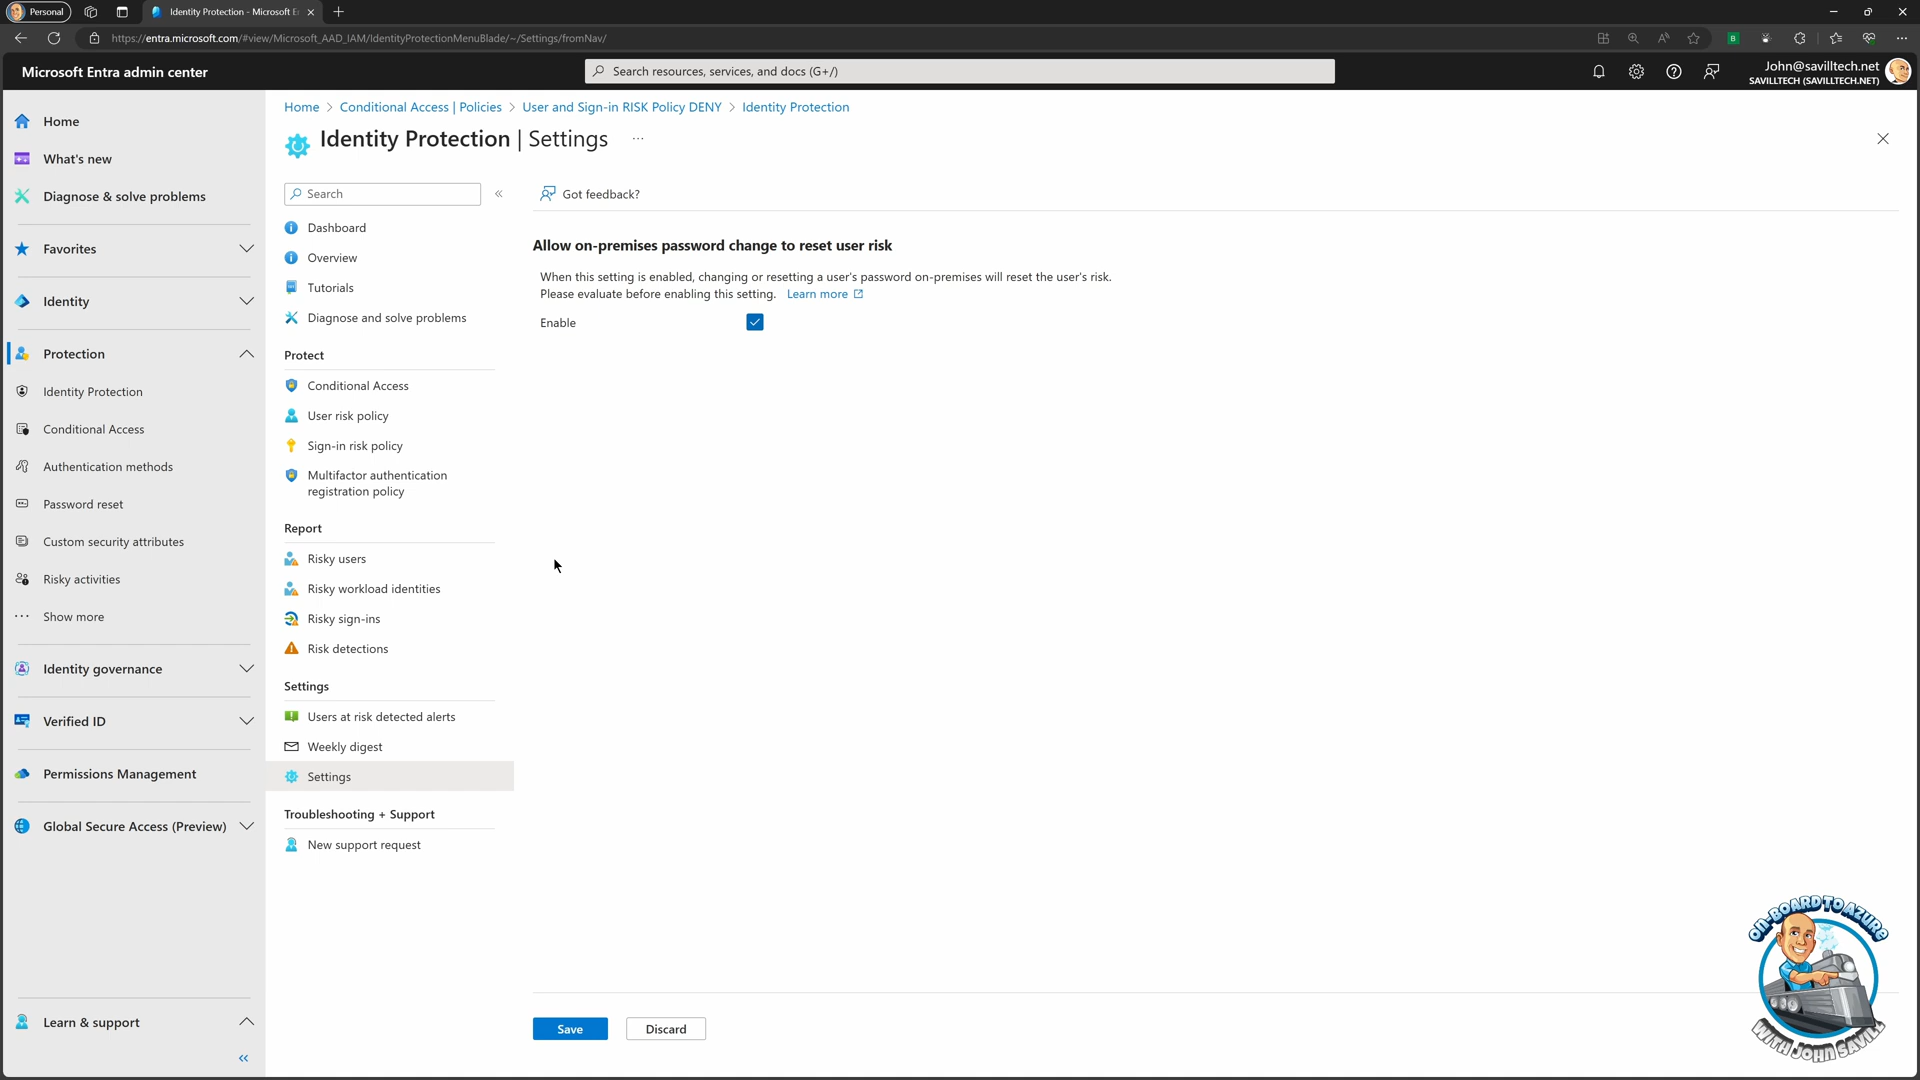 Personal
Identity Protection - Microsoft E
https://entra.microsoft.com/#view/Microsoft_AAD_IAM/IdentityProtectionMenuBlade/~/Settings/fromNav/
Microsoft Entra admin center
Search resources, services, and docs (G+/)
John@savilltech.net
SAVILLTECH (SAVILLTECH.NET)
Home
What's new
Diagnose & solve problems
Favorites
Identity
Protection
Identity Protection
Conditional Access
Authentication methods
Password reset
Custom security attributes
Risky activities
Show more
Identity governance
Verified ID
Permissions Management
Global Secure Access (Preview)
Learn & support
Home > Conditional Access | Policies > User and Sign-in RISK Policy DENY > Identity Protection
Identity Protection | Settings
Search
Dashboard
Overview
Tutorials
Diagnose and solve problems
Protect
Conditional Access
User risk policy
Sign-in risk policy
Multifactor authentication
registration policy
Report
Risky users
Risky workload identities
Risky sign-ins
Risk detections
Settings
Users at risk detected alerts
Weekly digest
Settings
Troubleshooting + Support
New support request
Got feedback?
Allow on-premises password change to reset user risk
When this setting is enabled, changing or resetting a user's password on-premises will reset the user's risk.
Please evaluate before enabling this setting. Learn more
Enable
Save
Discard
ON-BOARD TO AZURE
WITH JOHN SAVILL